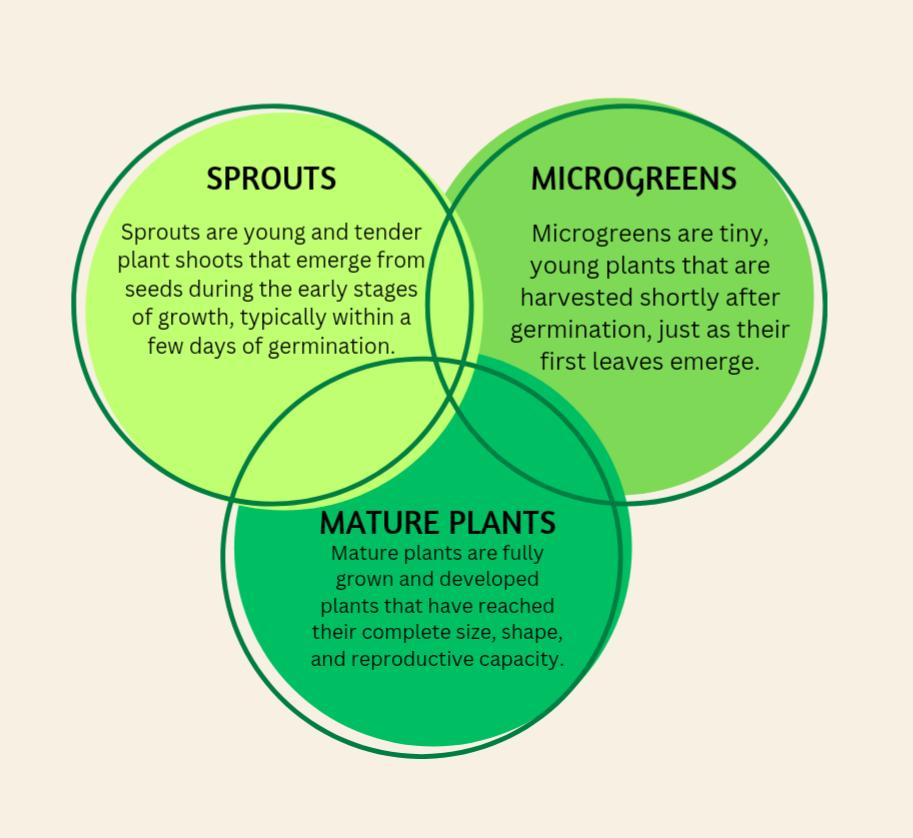 SPROUTS
Sprouts are young and tender
plant shoots that emerge from
seeds during the early stages
of growth, typically within a
few days of germination.
MICROGREENS
Microgreens are tiny,
young plants that are
harvested shortly after
germination, just as their
first leaves emerge.
MATURE PLANTS
Mature plants are fully
grown and developed
plants that have reached
their complete size, shape,
and reproductive capacity.